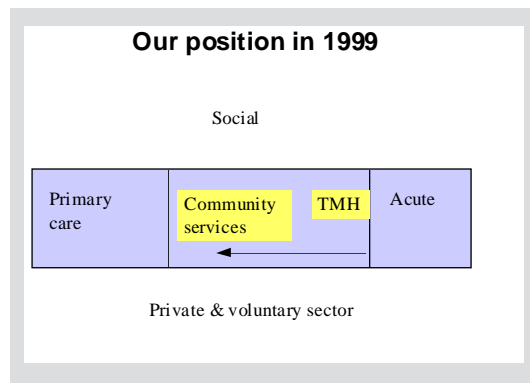 Our position in 1999
Social
Primary
care
Community
services
TMH
Acute
Private & voluntary sector